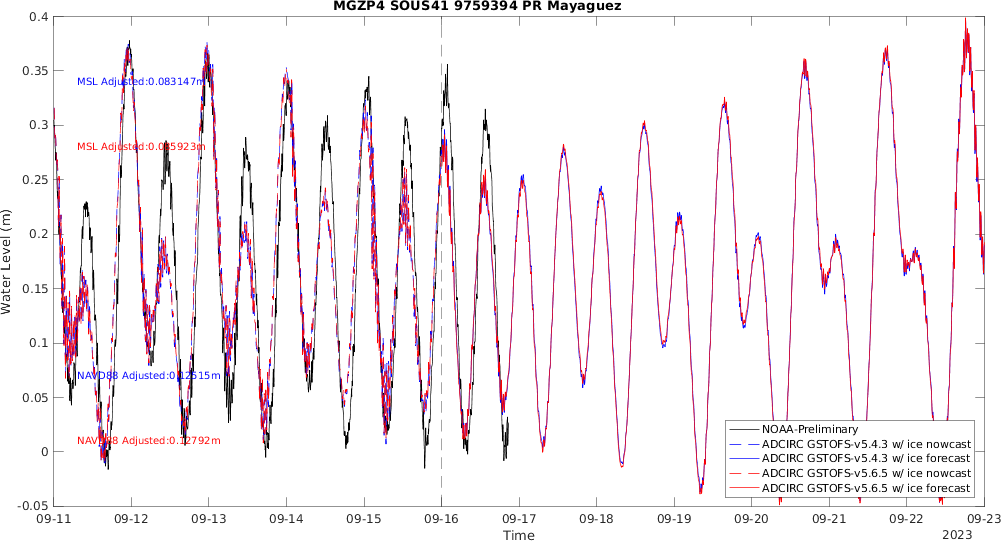 MGZP4 SOUS41 9759394 PR Mayaguez
0.4
0.35
0.3
0.25
0.2
0.15
0.1
0.05
0
-0.05
Water Level (m)
MSL Adjusted:0.083147m
MSL Adjusted:0.085923m
NAVD88 Adjusted:0.12515m
NAVD88 Adjusted:0.12792m
NOAA-Preliminary
ADCIRC GSTOFS-v5.4.3 w/ ice nowcast
ADCIRC GSTOFS-v5.4.3 w/ ice forecast
ADCIRC GSTOFS-v5.6.5 w/ ice nowcast
ADCIRC GSTOFS-v5.6.5 w/ ice forecast
09-11 09-12 09-13 09-14 09-15 09-16 09-17 09-18 09-19 09-20 09-21 09-22 09-23
Time
2023